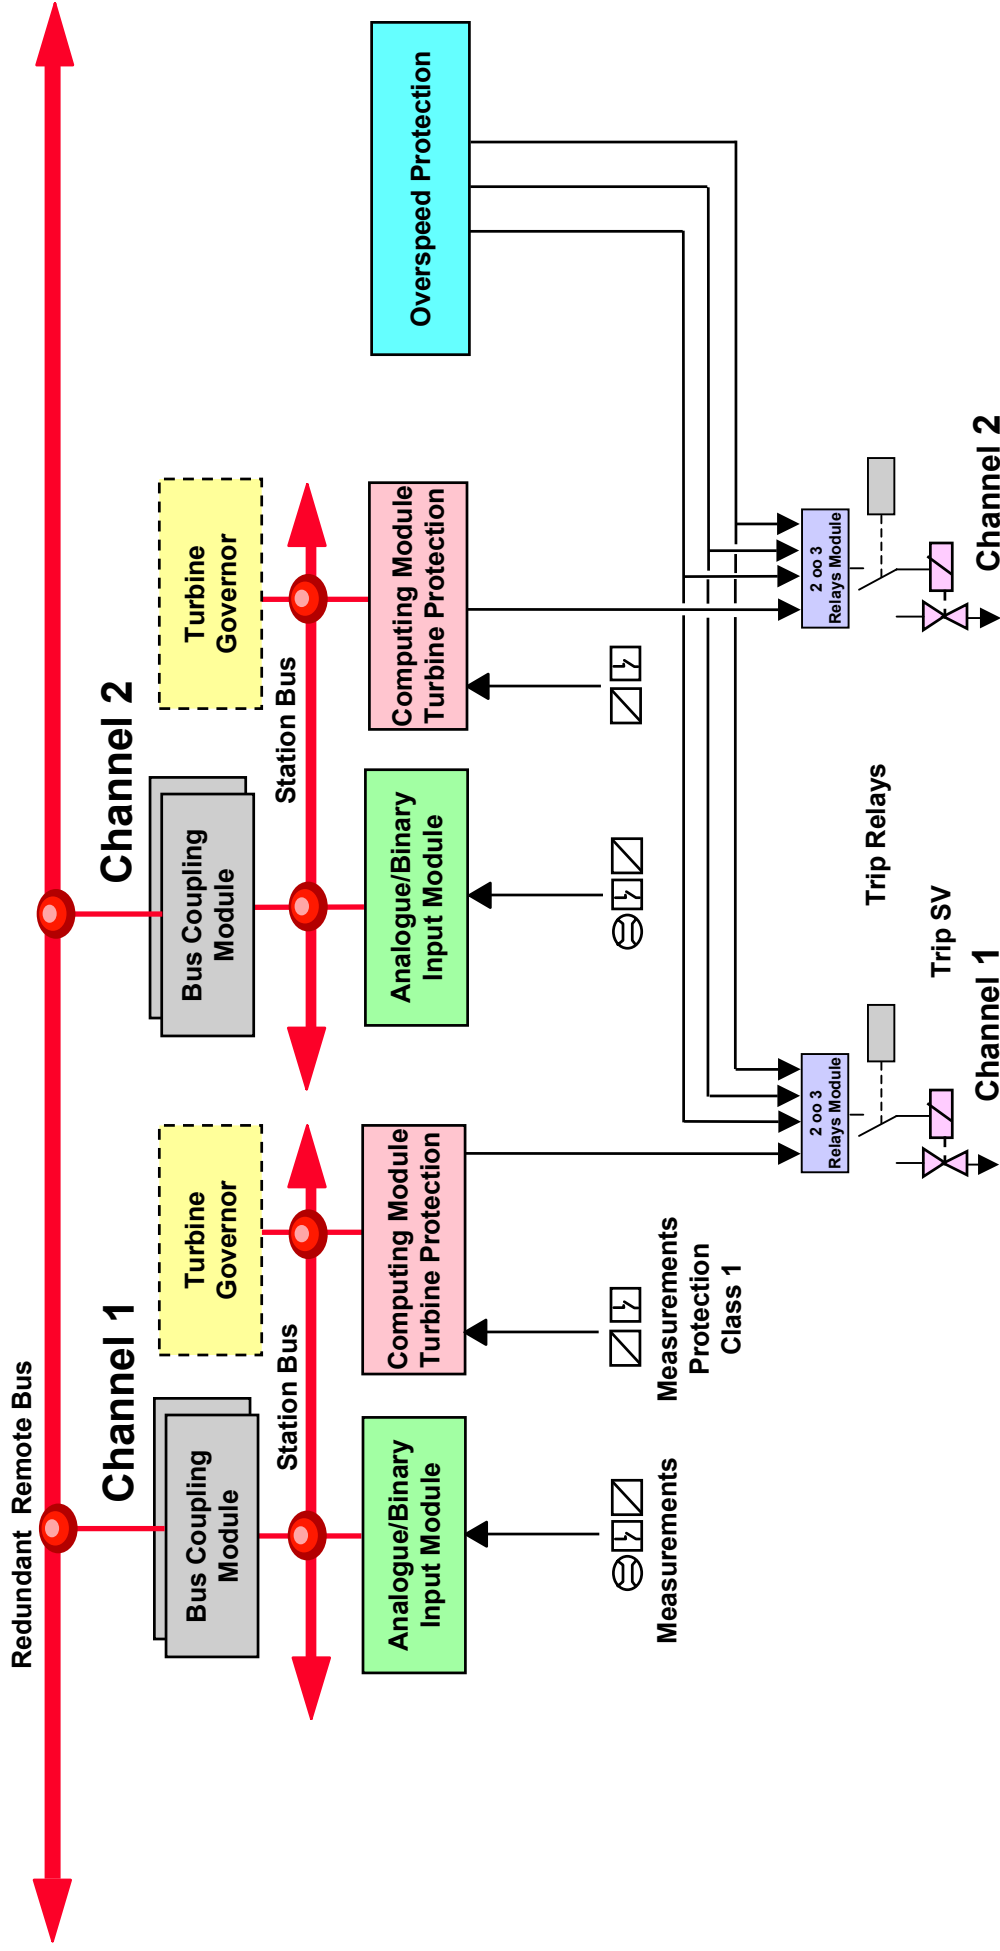 Redundant Remote Bus
Channel 1
Channel 2
Bus Coupling
Module
Turbine
Governor
Bus Coupling
Module
Turbine
Governor
Station Bus
Station Bus
Analogue/Binary
Input Module
Computing Module
Turbine Protection
Analogue/Binary
Input Module
Computing Module
Turbine Protection
Overspeed Protection
Measurements
Measurements
Protection
Class 1
2 oo 3
Relays Module
2 oo 3
Relays Module
Trip Relays
Trip SV
Channel 1
Channel 2